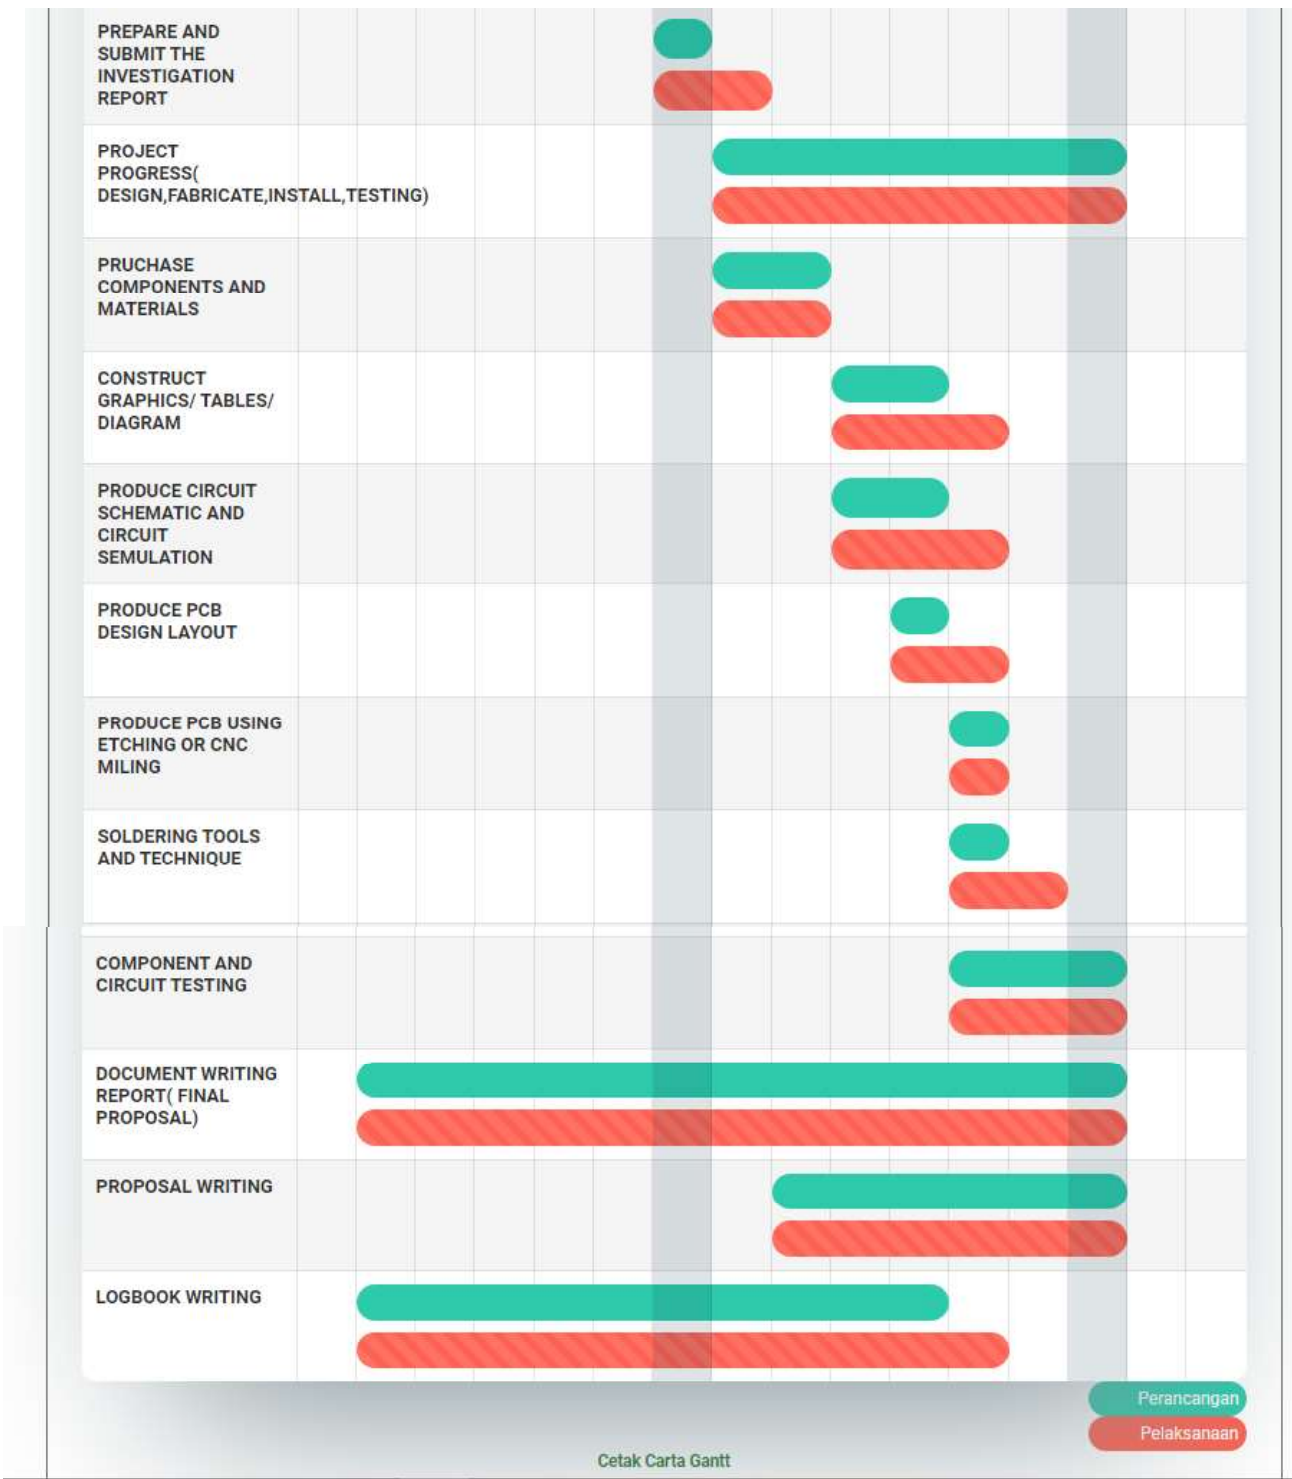 PREPARE AND
SUBMIT THE
INVESTIGATION
REPORT
PROJECT
PROGRESS(
DESIGN,FABRICATE,INSTALL,TESTING)
PRUCHASE
COMPONENTS AND
MATERIALS
CONSTRUCT
GRAPHICS/ TABLES/
DIAGRAM
PRODUCE CIRCUIT
SCHEMATIC AND
CIRCUIT
SEMULATION
PRODUCE PCB
DESIGN LAYOUT
PRODUCE PCB USING
ETCHING OR CNC
MILING
SOLDERING TOOLS
AND TECHNIQUE
COMPONENT AND
CIRCUIT TESTING
DOCUMENT WRITING
REPORT( FINAL
PROPOSAL)
PROPOSAL WRITING
LOGBOOK WRITING
Perancangan
Pelaksanaan
Cetak Carta Gantt